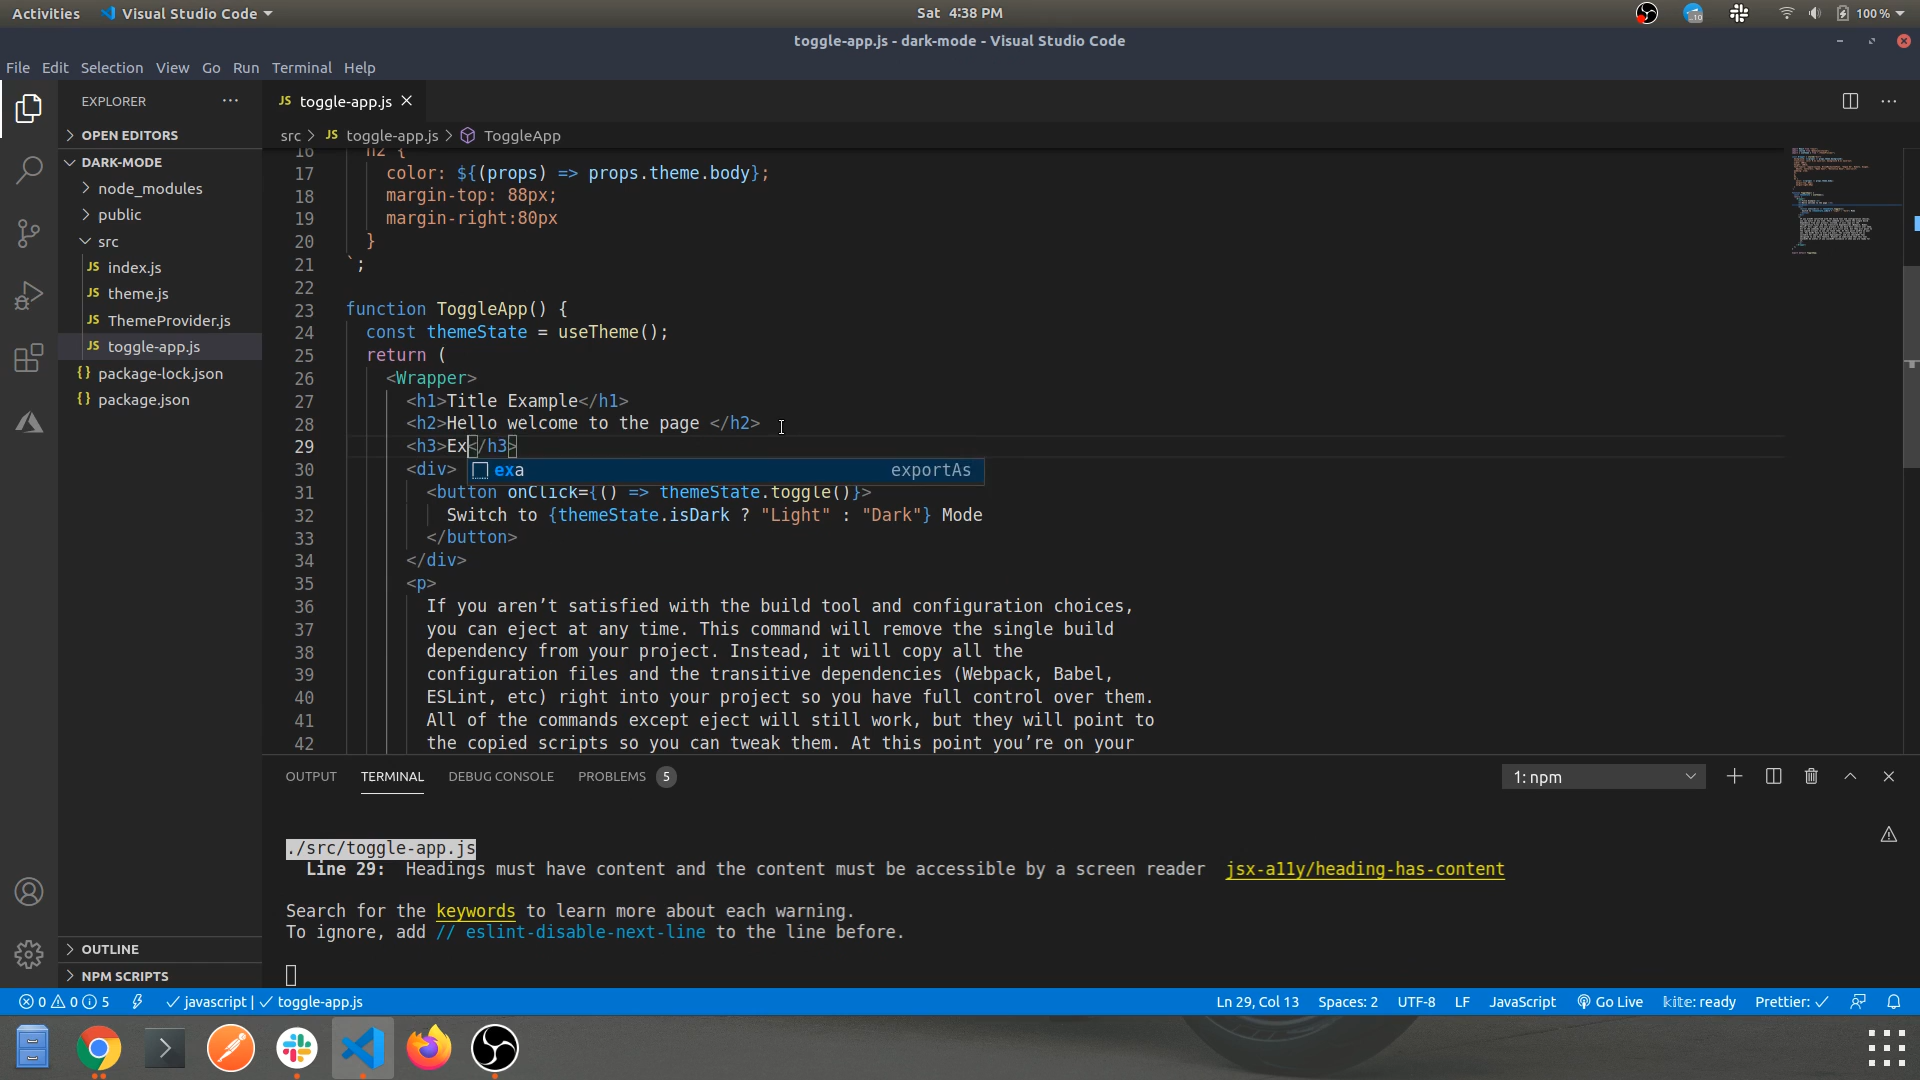 Activities Visual Studio Code Sat 4:38 PM 100 %
toggle-app.js - dark-mode - Visual Studio Code
File Edit Selection View Go Run Terminal Help
EXPLORER
JS toggle-app.js
OPEN EDITORS
src > JS toggle-app.js > ToggleApp
DARK-MODE
node_modules
public
src
JS index.js
JS theme.js
JS ThemeProvider.js
JS toggle-app.js
{} package-lock.json
{} package.json
OUTLINE
NPM SCRIPTS
16 h2 {
17 color: ${(props) => props.theme.body};
18 margin-top: 88px;
19 margin-right:80px
20 }
21 `;
22
23 function ToggleApp() {
24 const themeState = useTheme();
25 return (
26 <Wrapper>
27 <h1>Title Example</h1>
28 <h2>Hello welcome to the page </h2>
29 <h3>Ex</h3>
30 <div>
exa exportAs
31 <button onClick={() => themeState.toggle()}>
32 Switch to {themeState.isDark ? "Light" : "Dark"} Mode
33 </button>
34 </div>
35 <p>
36 If you aren’t satisfied with the build tool and configuration choices,
37 you can eject at any time. This command will remove the single build
38 dependency from your project. Instead, it will copy all the
39 configuration files and the transitive dependencies (Webpack, Babel,
40 ESLint, etc) right into your project so you have full control over them.
41 All of the commands except eject will still work, but they will point to
42 the copied scripts so you can tweak them. At this point you’re on your
OUTPUT TERMINAL DEBUG CONSOLE PROBLEMS 5 1: npm
./src/toggle-app.js
Line 29: Headings must have content and the content must be accessible by a screen reader jsx-a11y/heading-has-content
Search for the keywords to learn more about each warning.
To ignore, add // eslint-disable-next-line to the line before.
0 0 5 javascript | toggle-app.js Ln 29, Col 13 Spaces: 2 UTF-8 LF JavaScript Go Live kite: ready Prettier: